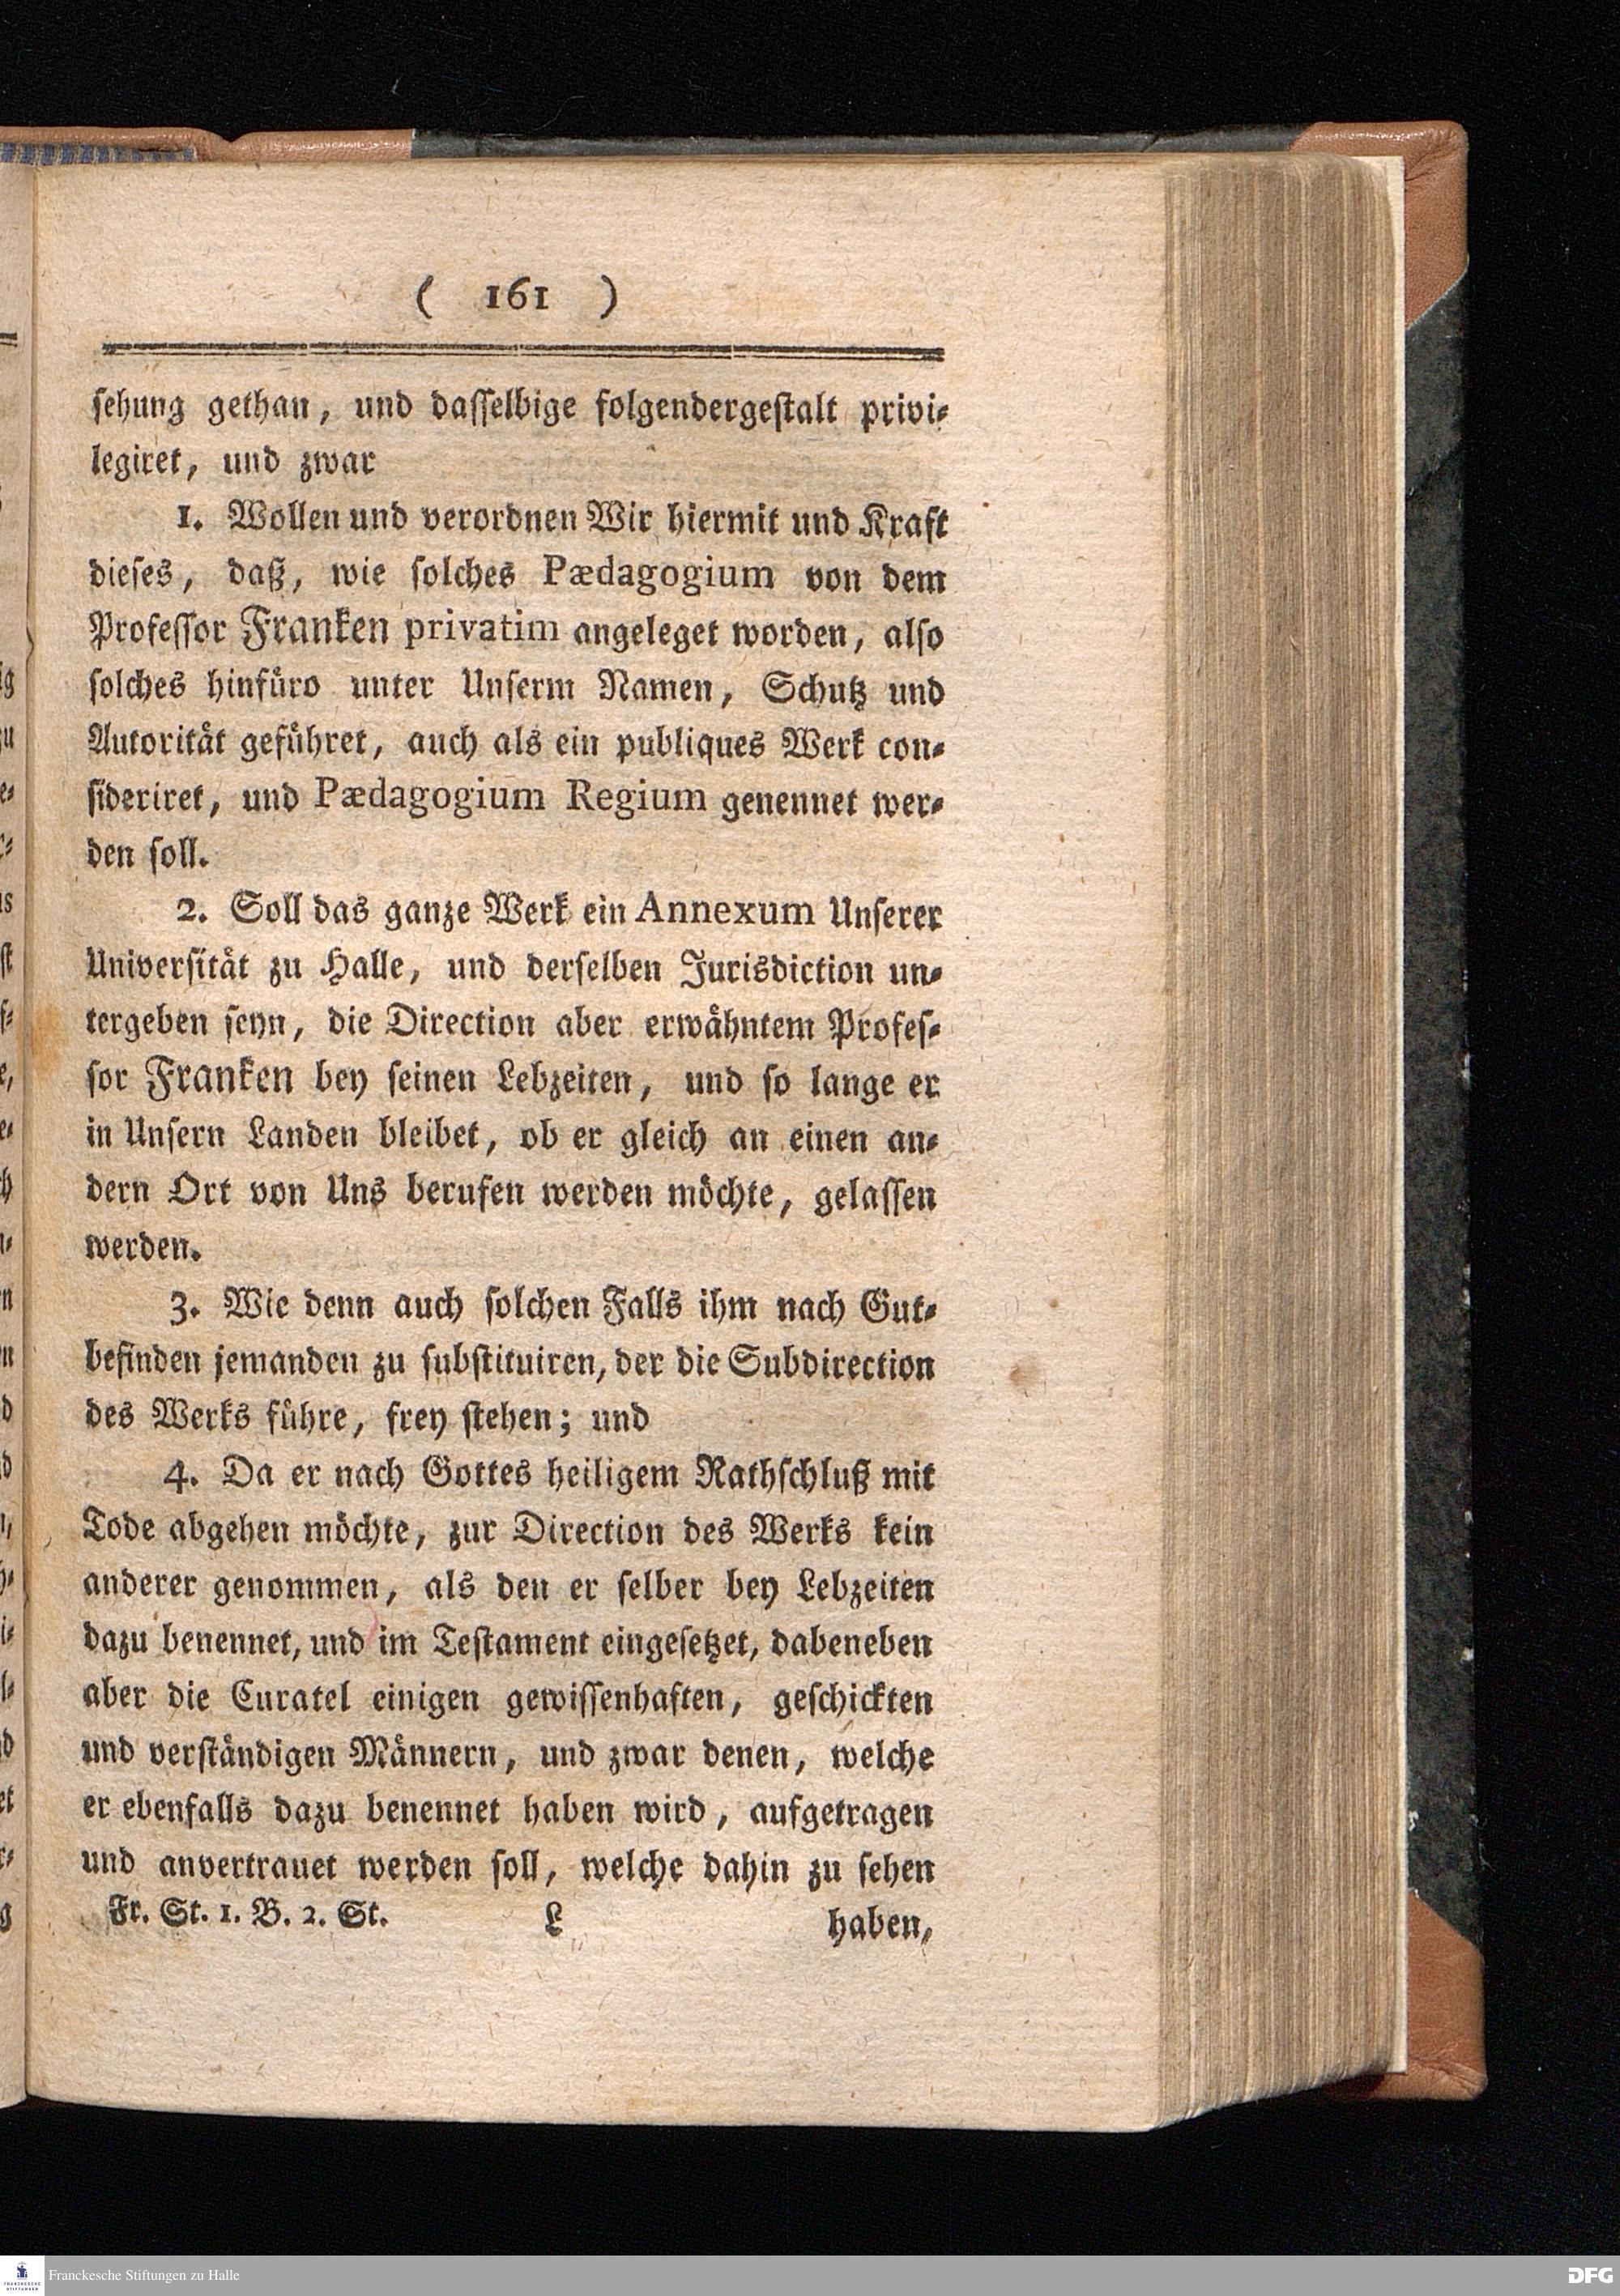 ( 161 )
sehung gethan, und dasselbige folgendergestalt privi-
legiret, und zwar
1. Wollen und verordnen Wir hiermit und Kraft
dieses, daß, wie solches Pædagogium von dem
Professor Franken privatim angeleget worden, also
solches hinfüro unter Unserm Namen, Schutz und
Autorität geführet, auch als ein publiques Werk con-
sideriret, und Pædagogium Regium genennet wer-
den soll.
2. Soll das ganze Werk ein Annexum Unserer
Universität zu Halle, und derselben Jurisdiction un-
tergeben seyn, die Direction aber erwähntem Profes-
sor Franken bey seinen Lebzeiten, und so lange er
in Unsern Landen bleibet, ob er gleich an einen an-
dern Ort von Uns berufen werden möchte, gelassen
werden.
3. Wie denn auch solchen Falls ihm nach Gut-
befinden jemanden zu substituiren, der die Subdirection
des Werks führe, frey stehen; und
4. Da er nach Gottes heiligem Rathschluß mit
Tode abgehen möchte, zur Direction des Werks kein
anderer genommen, als den er selber bey Lebzeiten
dazu benennet, und im Testament eingesetzet, dabeneben
aber die Curatel einigen gewissenhaften, geschickten
und verständigen Männern, und zwar denen, welche
er ebenfalls dazu benennet haben wird, aufgetragen
und anvertrauet werden soll, welche dahin zu sehen
Fr. St. 1. B. 2. St. L haben,
Franckesche Stiftungen zu Halle
DFG